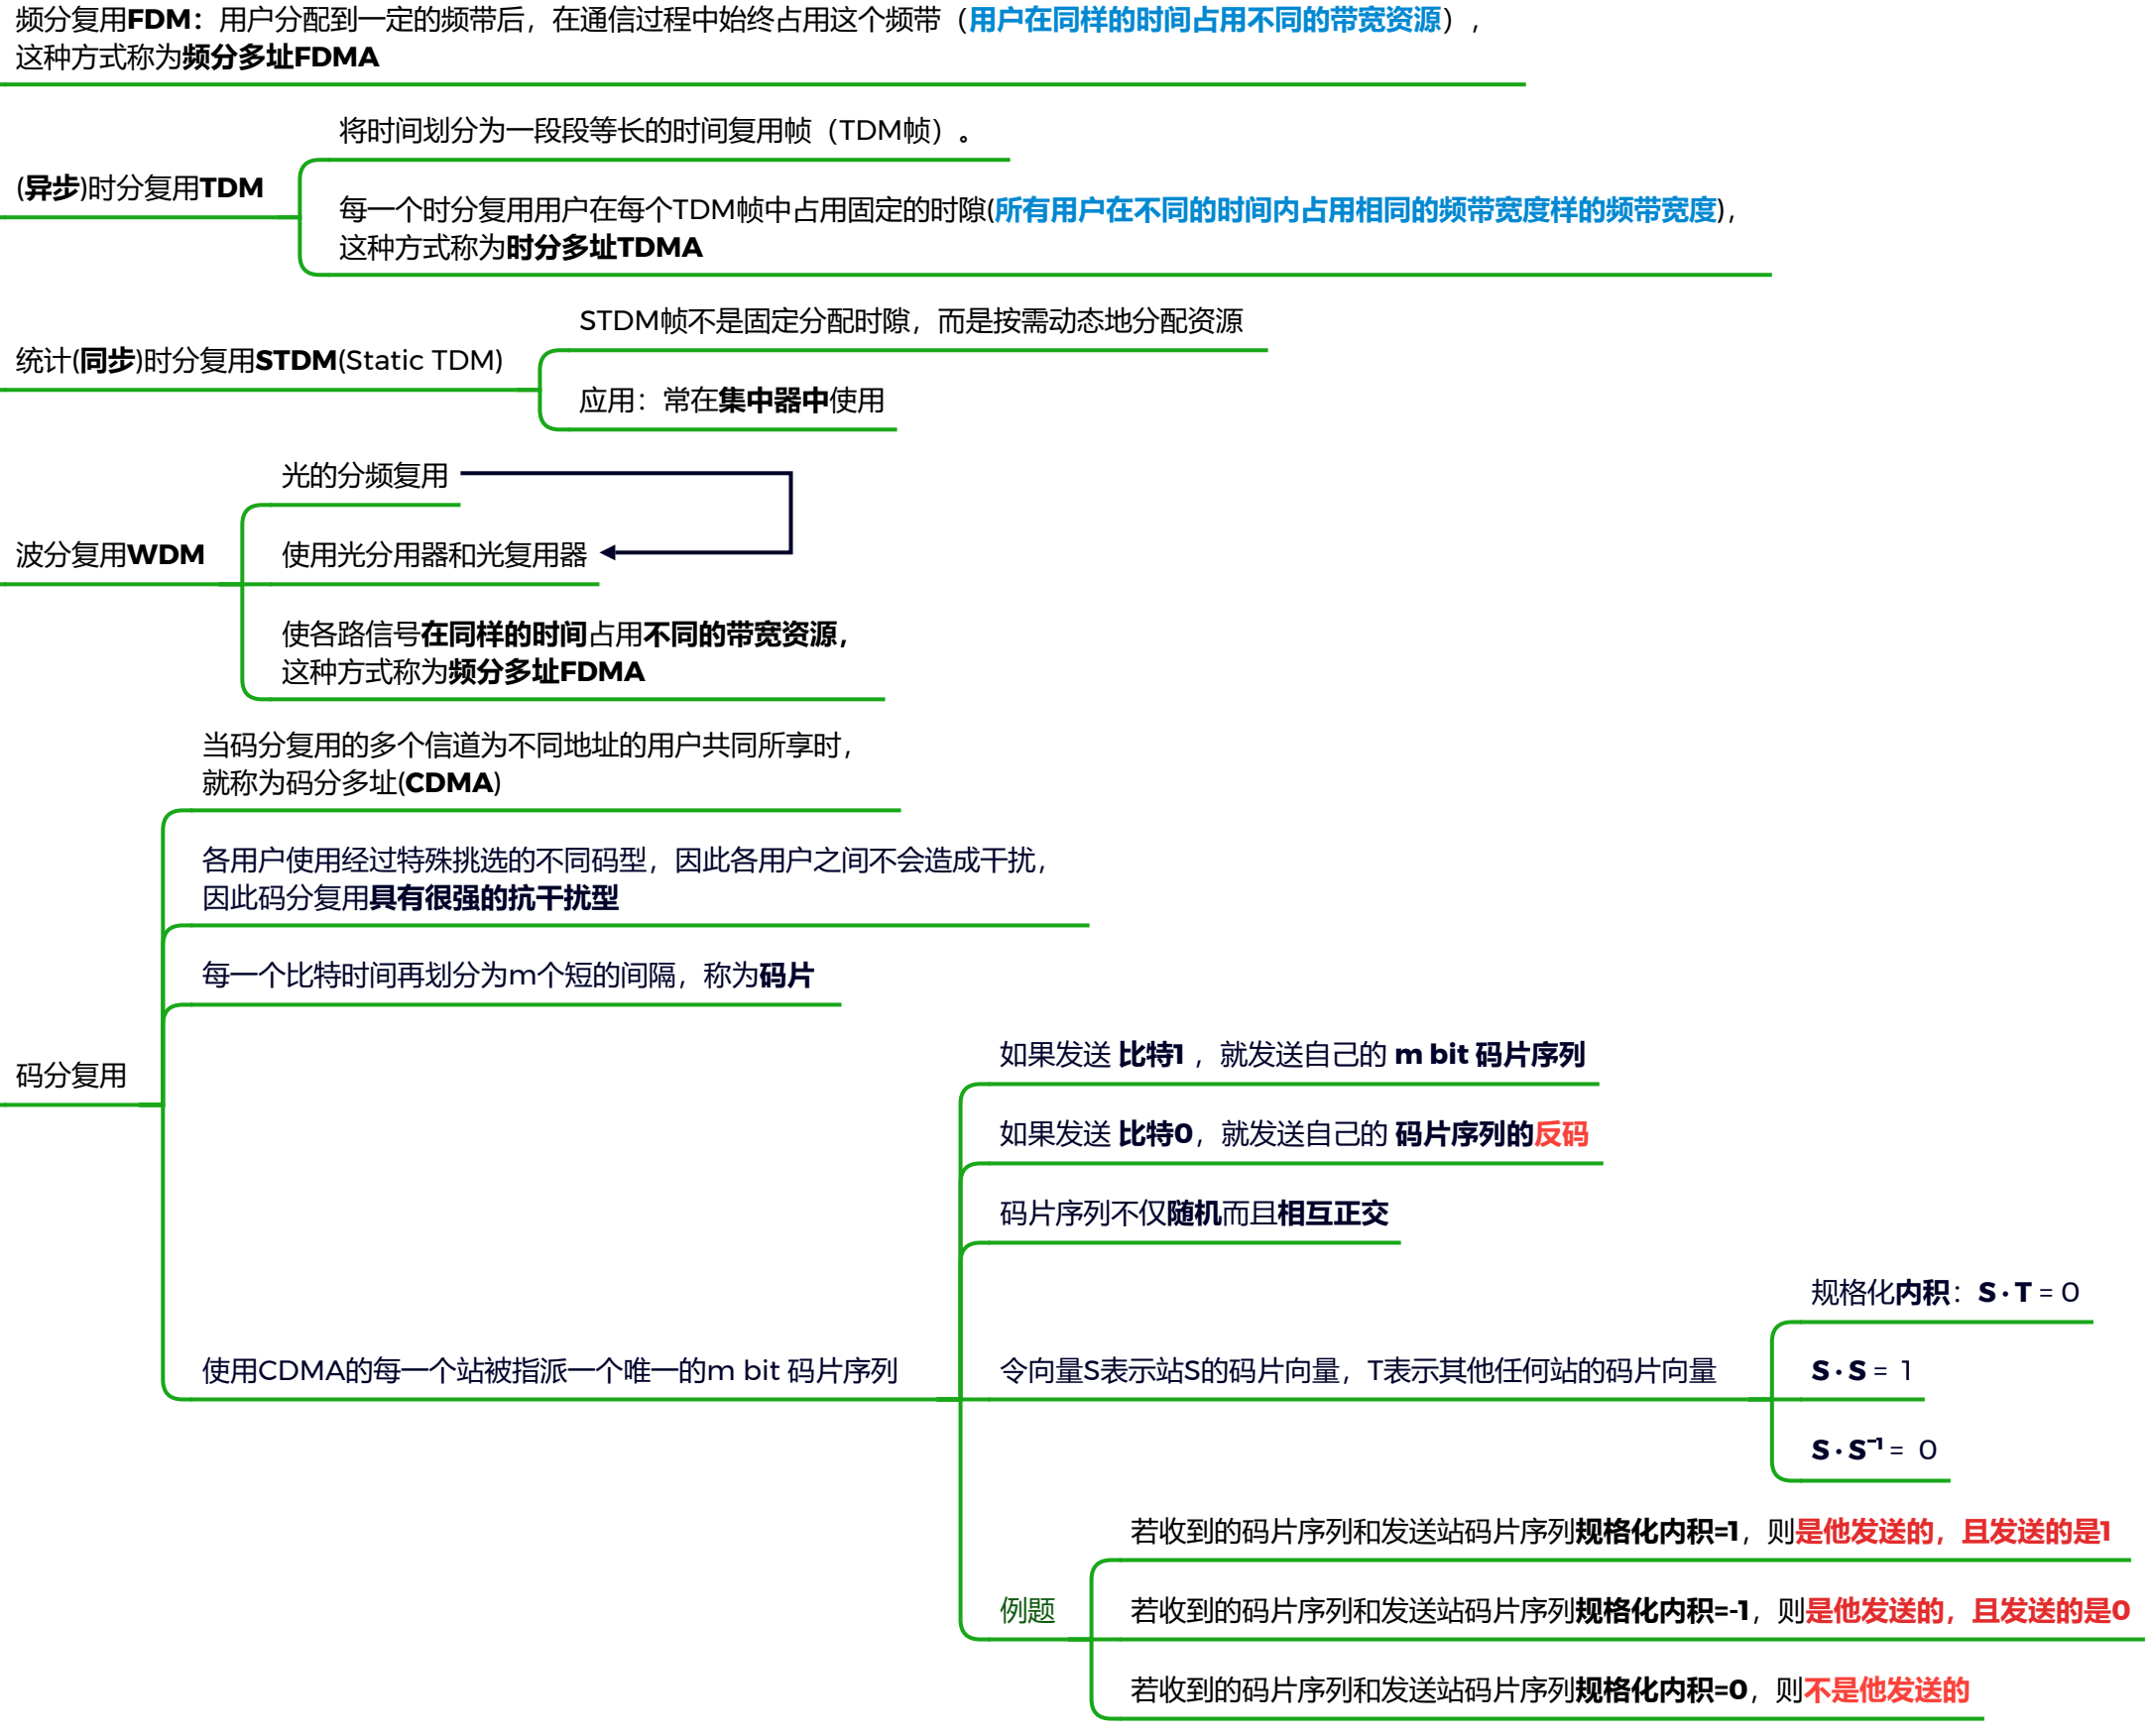 频分复用FDM：用户分配到一定的频带后，在通信过程中始终占用这个频带（用户在同样的时间占用不同的带宽资源），
这种方式称为频分多址FDMA
将时间划分为一段段等长的时间复用帧（TDM帧）。
(异步)时分复用TDM
每一个时分复用用户在每个TDM帧中占用固定的时隙(所有用户在不同的时间内占用相同的频带宽度样的频带宽度)，
这种方式称为时分多址TDMA
STDM帧不是固定分配时隙，而是按需动态地分配资源
统计(同步)时分复用STDM(Static TDM)
应用：常在集中器中使用
光的分频复用
波分复用WDM
使用光分用器和光复用器
使各路信号在同样的时间占用不同的带宽资源，
这种方式称为频分多址FDMA
当码分复用的多个信道为不同地址的用户共同所享时，
就称为码分多址(CDMA)
各用户使用经过特殊挑选的不同码型，因此各用户之间不会造成干扰，
因此码分复用具有很强的抗干扰型
每一个比特时间再划分为m个短的间隔，称为码片
码分复用
如果发送 比特1 ，就发送自己的 m bit 码片序列
如果发送 比特0，就发送自己的 码片序列的反码
码片序列不仅随机而且相互正交
规格化内积：S · T = 0
使用CDMA的每一个站被指派一个唯一的m bit 码片序列
令向量S表示站S的码片向量，T表示其他任何站的码片向量
S · S = 1
S · S⁻¹ = 0
若收到的码片序列和发送站码片序列规格化内积=1，则是他发送的，且发送的是1
例题
若收到的码片序列和发送站码片序列规格化内积=-1，则是他发送的，且发送的是0
若收到的码片序列和发送站码片序列规格化内积=0，则不是他发送的